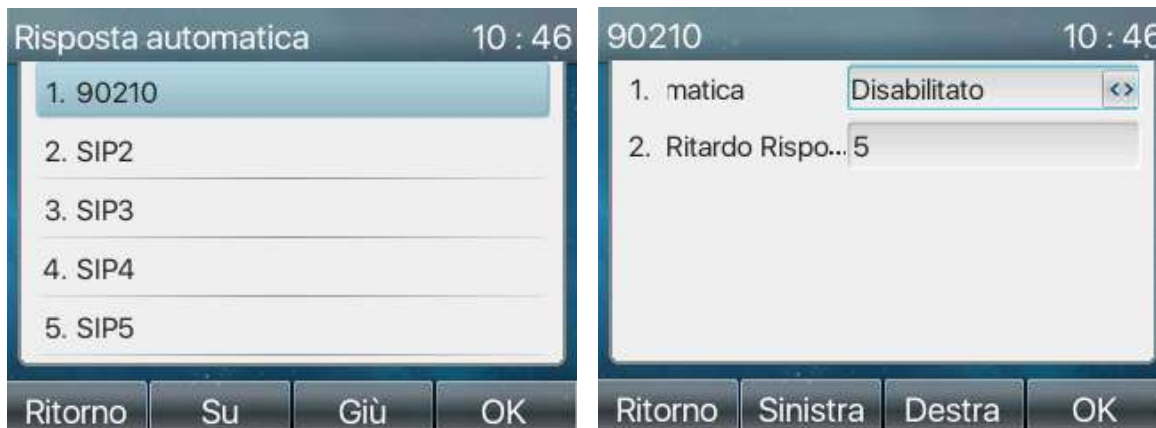 Risposta automatica 10 : 46
1. 90210
2. SIP2
3. SIP3
4. SIP4
5. SIP5
Ritorno Su Giù OK
90210 10 : 46
1. matica Disabilitato <>
2. Ritardo Rispo... 5
Ritorno Sinistra Destra OK